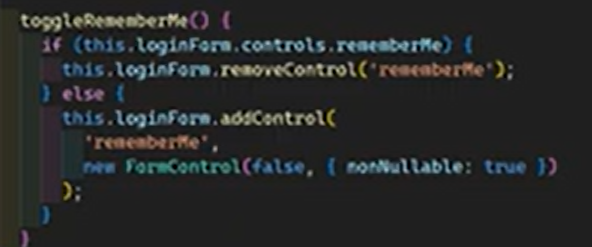 toggleRememberMe() {
if (this.loginForm.controls.rememberMe) {
this.loginForm.removeControl('rememberMe');
} else {
this.loginForm.addControl(
'rememberMe',
new FormControl(false, { nonNullable: true })
);
}
}